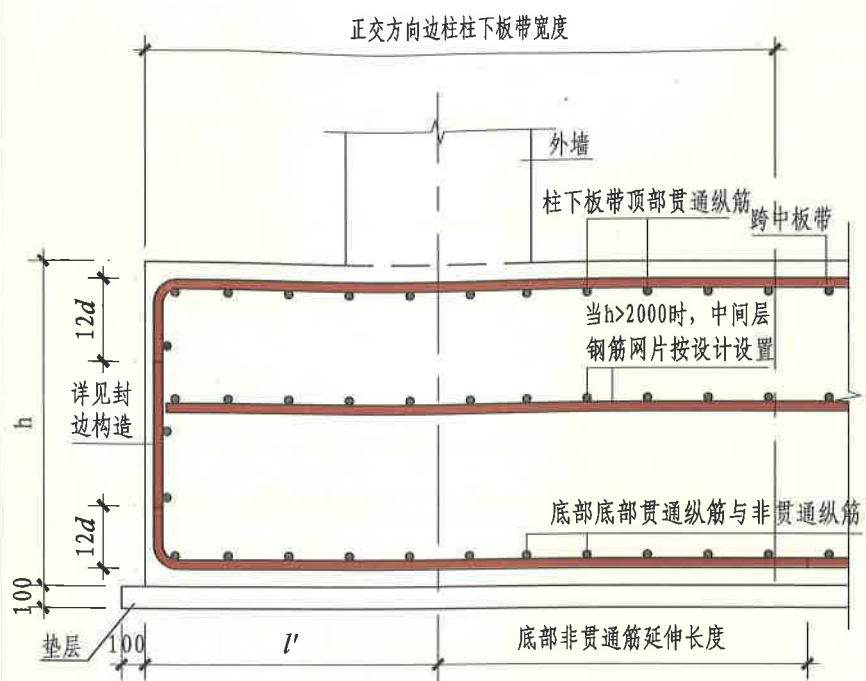 正交方向边柱柱下板带宽度
外墙
柱下板带顶部贯通纵筋
跨中板带
12d
当h>2000时，中间层
钢筋网片按设计设置
详见封
边构造
h
12d
底部底部贯通纵筋与非贯通纵筋
100
垫层
100
l'
底部非贯通筋延伸长度